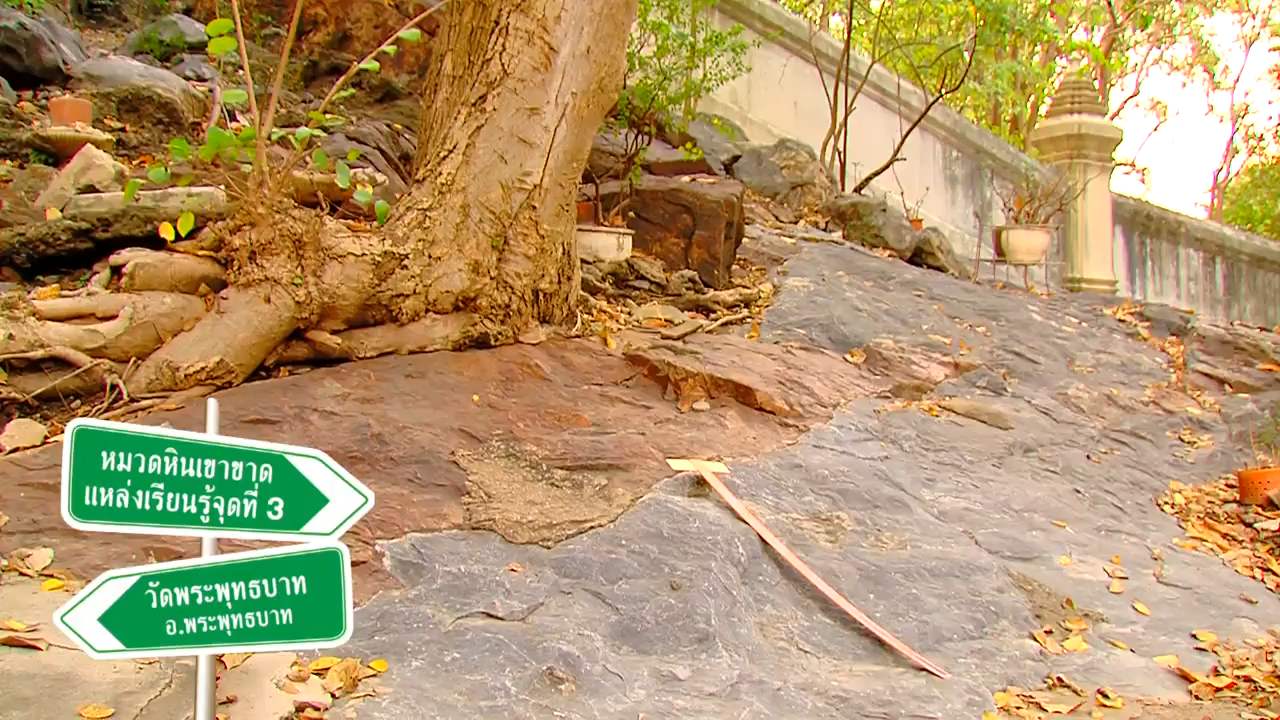 หมวดหินเขาขาด
แหล่งเรียนรู้จุดที่ 3
วัดพระพุทธบาท
อ.พระพุทธบาท